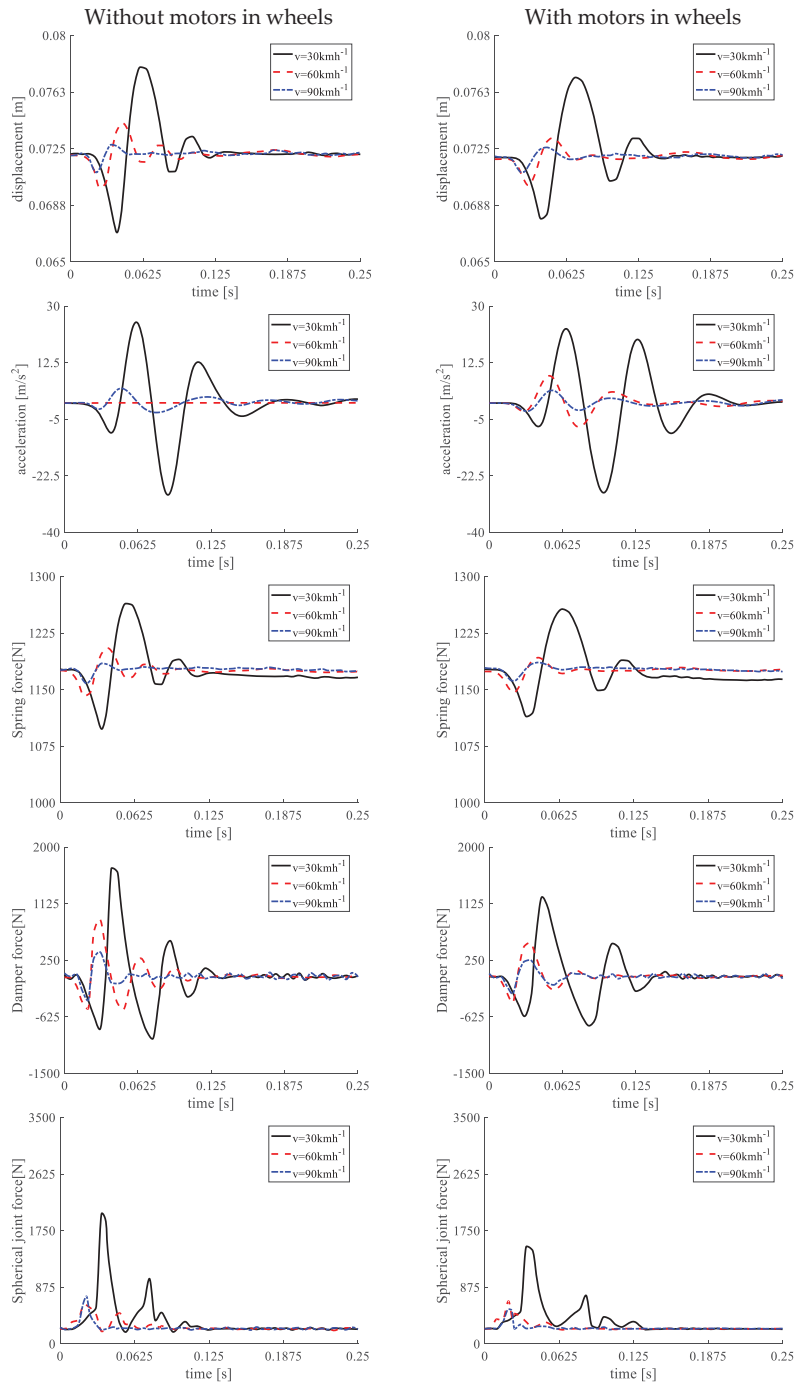 Without motors in wheels
With motors in wheels
0.08
0.0763
0.0725
0.0688
0.065
displacement [m]
0
0.0625
0.125
0.1875
0.25
time [s]
v=30kmh⁻¹
v=60kmh⁻¹
v=90kmh⁻¹
0.08
0.0763
0.0725
0.0688
0.065
displacement [m]
0
0.0625
0.125
0.1875
0.25
time [s]
v=30kmh⁻¹
v=60kmh⁻¹
v=90kmh⁻¹
30
12.5
-5
-22.5
-40
acceleration [m/s²]
0
0.0625
0.125
0.1875
0.25
time [s]
v=30kmh⁻¹
v=60kmh⁻¹
v=90kmh⁻¹
30
12.5
-5
-22.5
-40
acceleration [m/s²]
0
0.0625
0.125
0.1875
0.25
time [s]
v=30kmh⁻¹
v=60kmh⁻¹
v=90kmh⁻¹
1300
1225
1150
1075
1000
Spring force[N]
0
0.0625
0.125
0.1875
0.25
time [s]
v=30kmh⁻¹
v=60kmh⁻¹
v=90kmh⁻¹
1300
1225
1150
1075
1000
Spring force[N]
0
0.0625
0.125
0.1875
0.25
time [s]
v=30kmh⁻¹
v=60kmh⁻¹
v=90kmh⁻¹
2000
1125
250
-625
-1500
Damper force[N]
0
0.0625
0.125
0.1875
0.25
time [s]
v=30kmh⁻¹
v=60kmh⁻¹
v=90kmh⁻¹
2000
1125
250
-625
-1500
Damper force[N]
0
0.0625
0.125
0.1875
0.25
time [s]
v=30kmh⁻¹
v=60kmh⁻¹
v=90kmh⁻¹
3500
2625
1750
875
0
Spherical joint force[N]
0
0.0625
0.125
0.1875
0.25
time [s]
v=30kmh⁻¹
v=60kmh⁻¹
v=90kmh⁻¹
3500
2625
1750
875
0
Spherical joint force[N]
0
0.0625
0.125
0.1875
0.25
time [s]
v=30kmh⁻¹
v=60kmh⁻¹
v=90kmh⁻¹